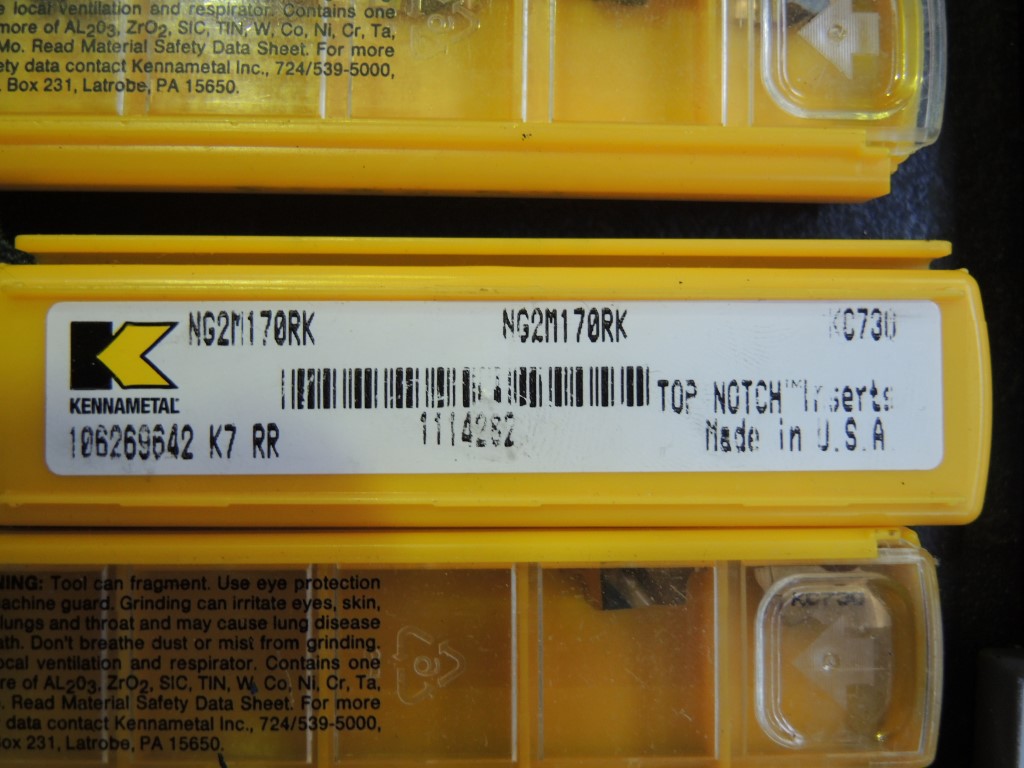 e local ventilation and respirator. Contains one
more of AL2O3, ZrO2, SIC, TIN, W, Co, Ni, Cr, Ta,
Mo. Read Material Safety Data Sheet. For more
ety data contact Kennametal Inc., 724/539-5000,
. Box 231, Latrobe, PA 15650.
NG2M170RK NG2M170RK KC730
KENNAMETAL
TOP NOTCH™Inserts
106269642 K7 RR 1114262 Made in U.S.A
NING: Tool can fragment. Use eye protection
achine guard. Grinding can irritate eyes, skin,
lungs and throat and may cause lung disease
ath. Don't breathe dust or mist from grinding.
ocal ventilation and respirator. Contains one
re of AL2O3, ZrO2, SIC, TIN, W, Co, Ni, Cr, Ta,
. Read Material Safety Data Sheet. For more
data contact Kennametal Inc., 724/539-5000,
ox 231, Latrobe, PA 15650.
KC730